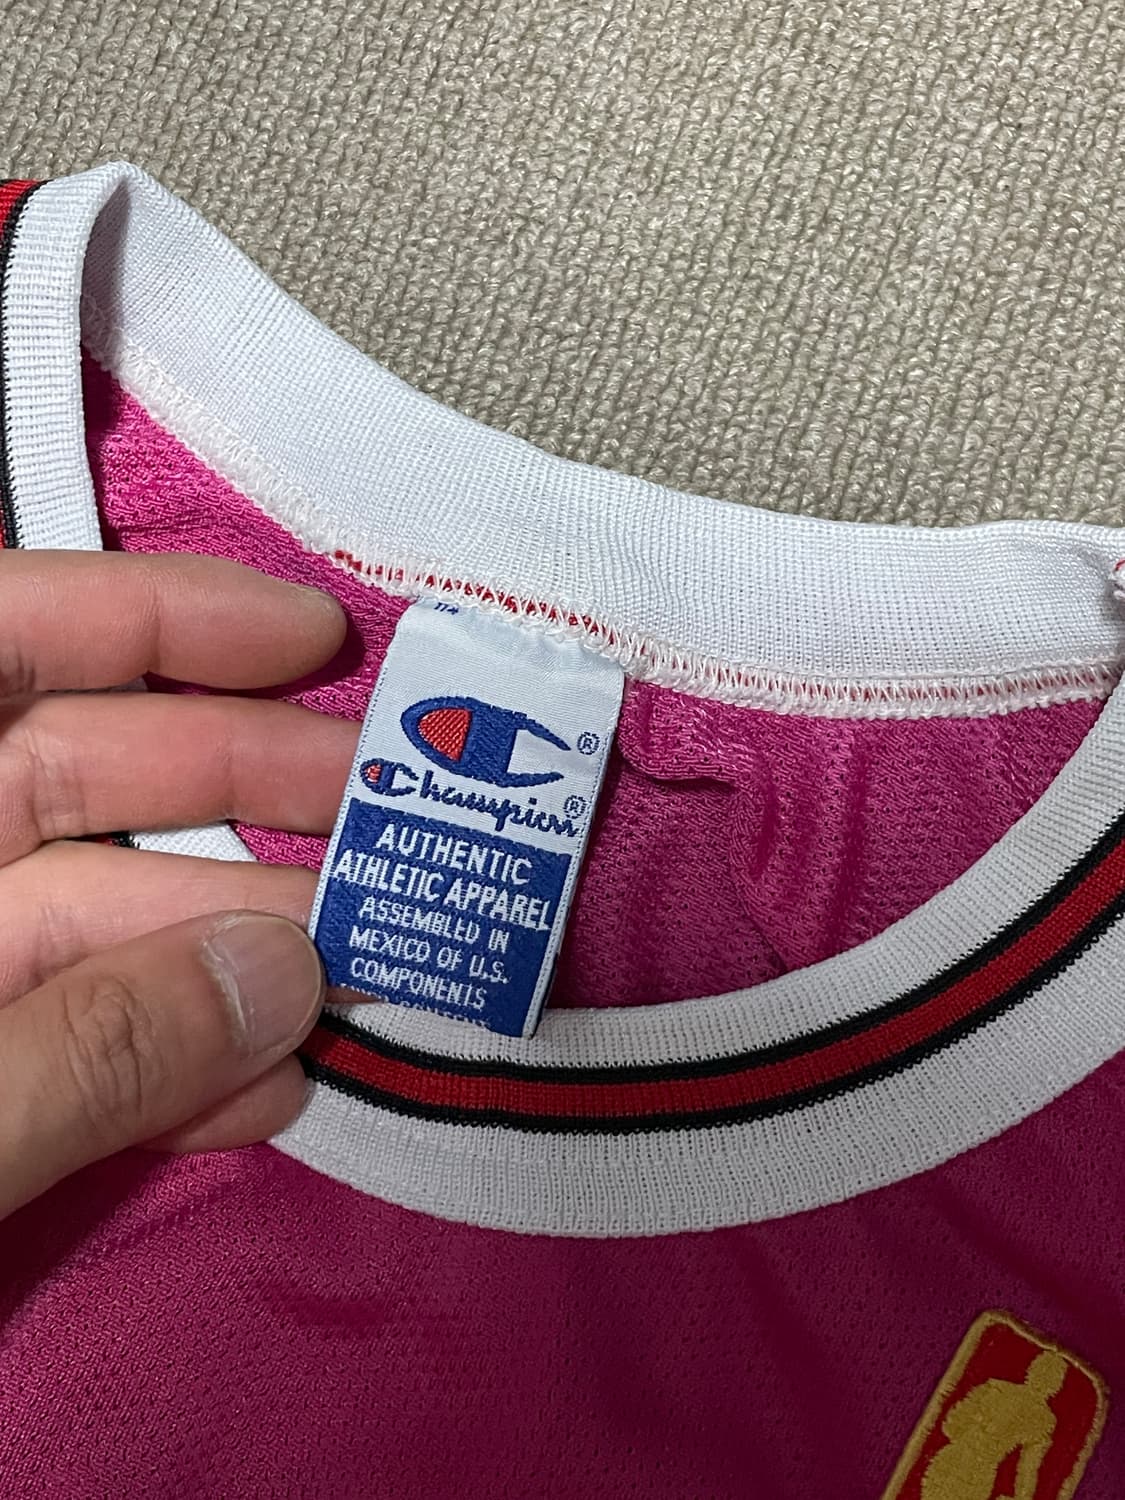 ®
Champion®
AUTHENTIC
ATHLETIC APPAREL
ASSEMBLED IN
MEXICO OF U.S.
COMPONENTS